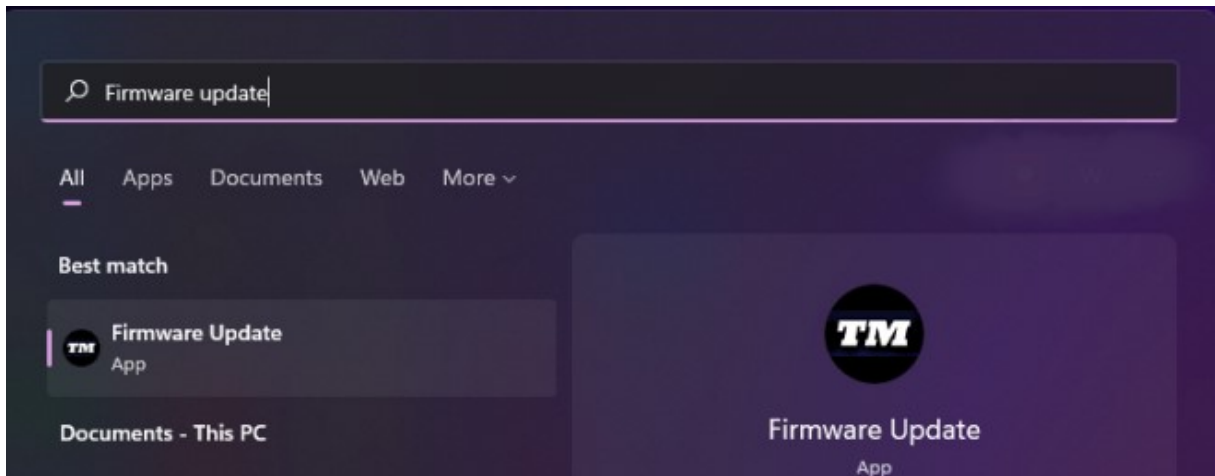 Firmware update
All Apps Documents Web More
Best match
TM
Firmware Update
App
Documents - This PC
TM
Firmware Update
App